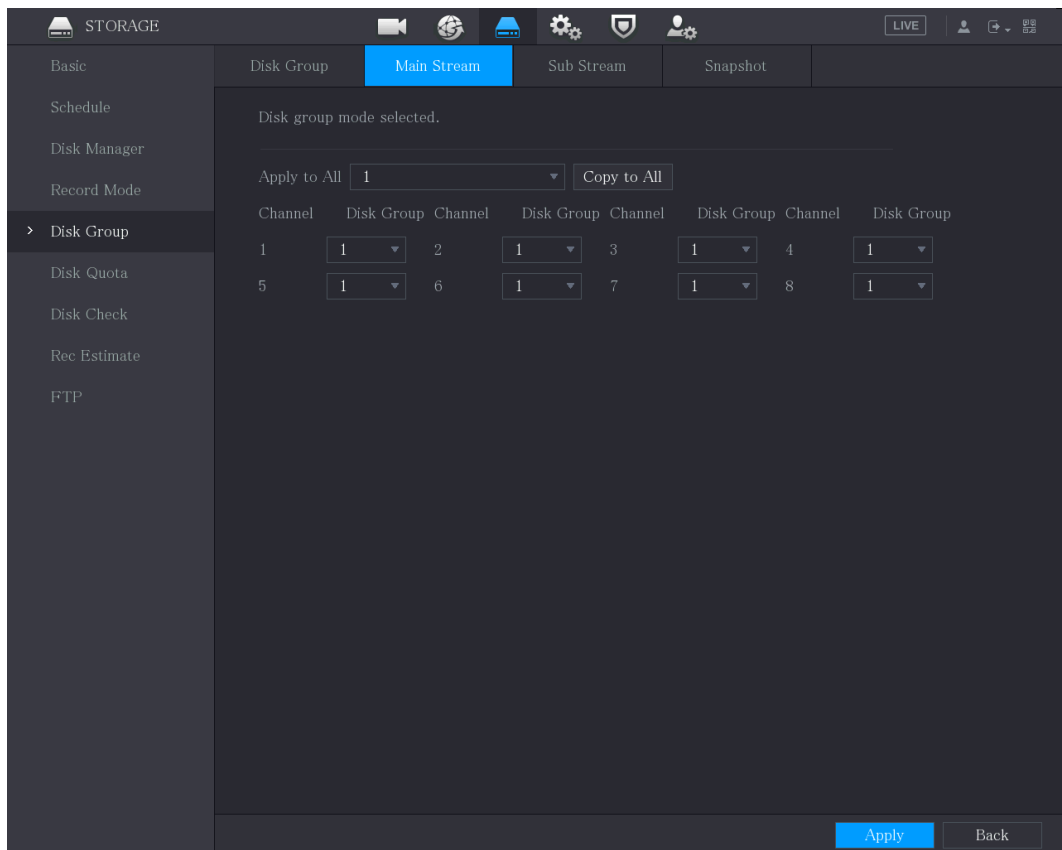 STORAGE LIVE
Basic
Schedule
Disk Manager
Record Mode
Disk Group
Disk Quota
Disk Check
Rec Estimate
FTP
Disk Group Main Stream Sub Stream Snapshot
Disk group mode selected.
Apply to All 1 Copy to All
Channel Disk Group Channel Disk Group Channel Disk Group Channel Disk Group
1 1 2 1 3 1 4 1
5 1 6 1 7 1 8 1
Apply Back